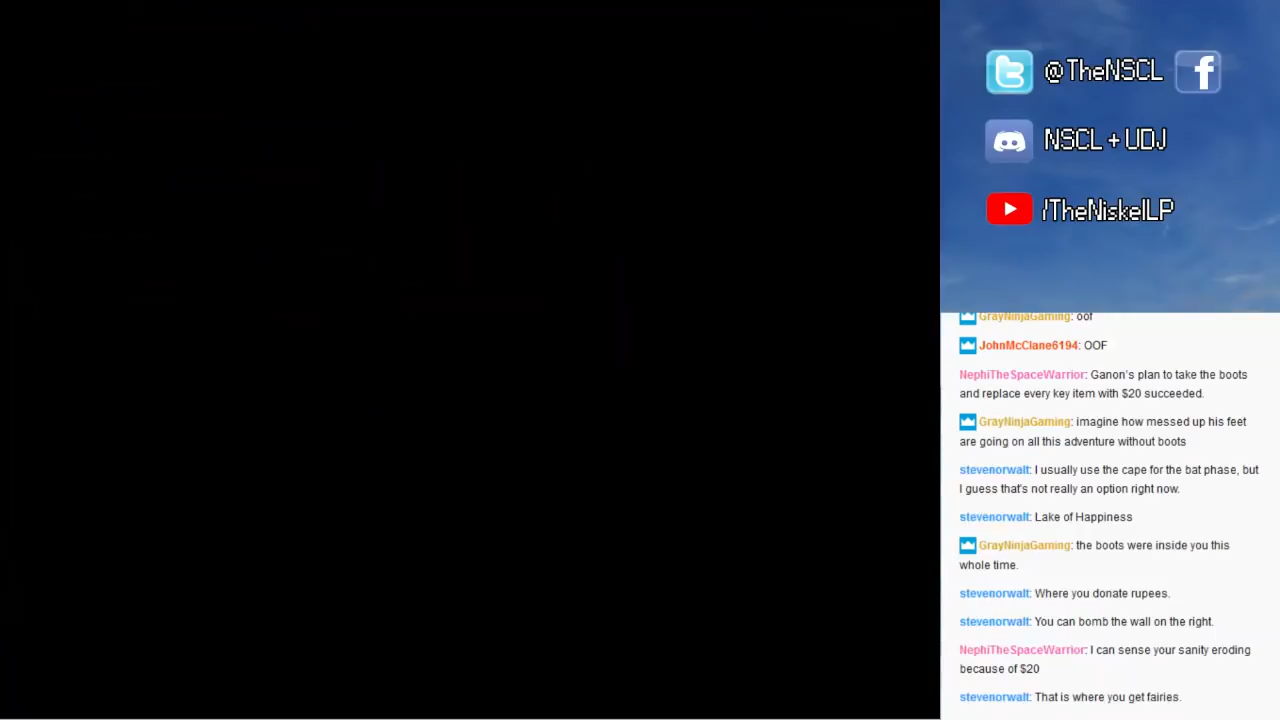 @TheNSCL
NSCL + UDJ
/TheNiskelLP
GrayNinjaGaming: oof
JohnMcClane6194: OOF
NephiTheSpaceWarrior: Ganon's plan to take the boots
and replace every key item with $20 succeeded.
GrayNinjaGaming: imagine how messed up his feet
are going on all this adventure without boots
stevenorwalt: I usually use the cape for the bat phase, but
I guess that's not really an option right now.
stevenorwalt: Lake of Happiness
GrayNinjaGaming: the boots were inside you this
whole time.
stevenorwalt: Where you donate rupees.
stevenorwalt: You can bomb the wall on the right.
NephiTheSpaceWarrior: I can sense your sanity eroding
because of $20
stevenorwalt: That is where you get fairies.